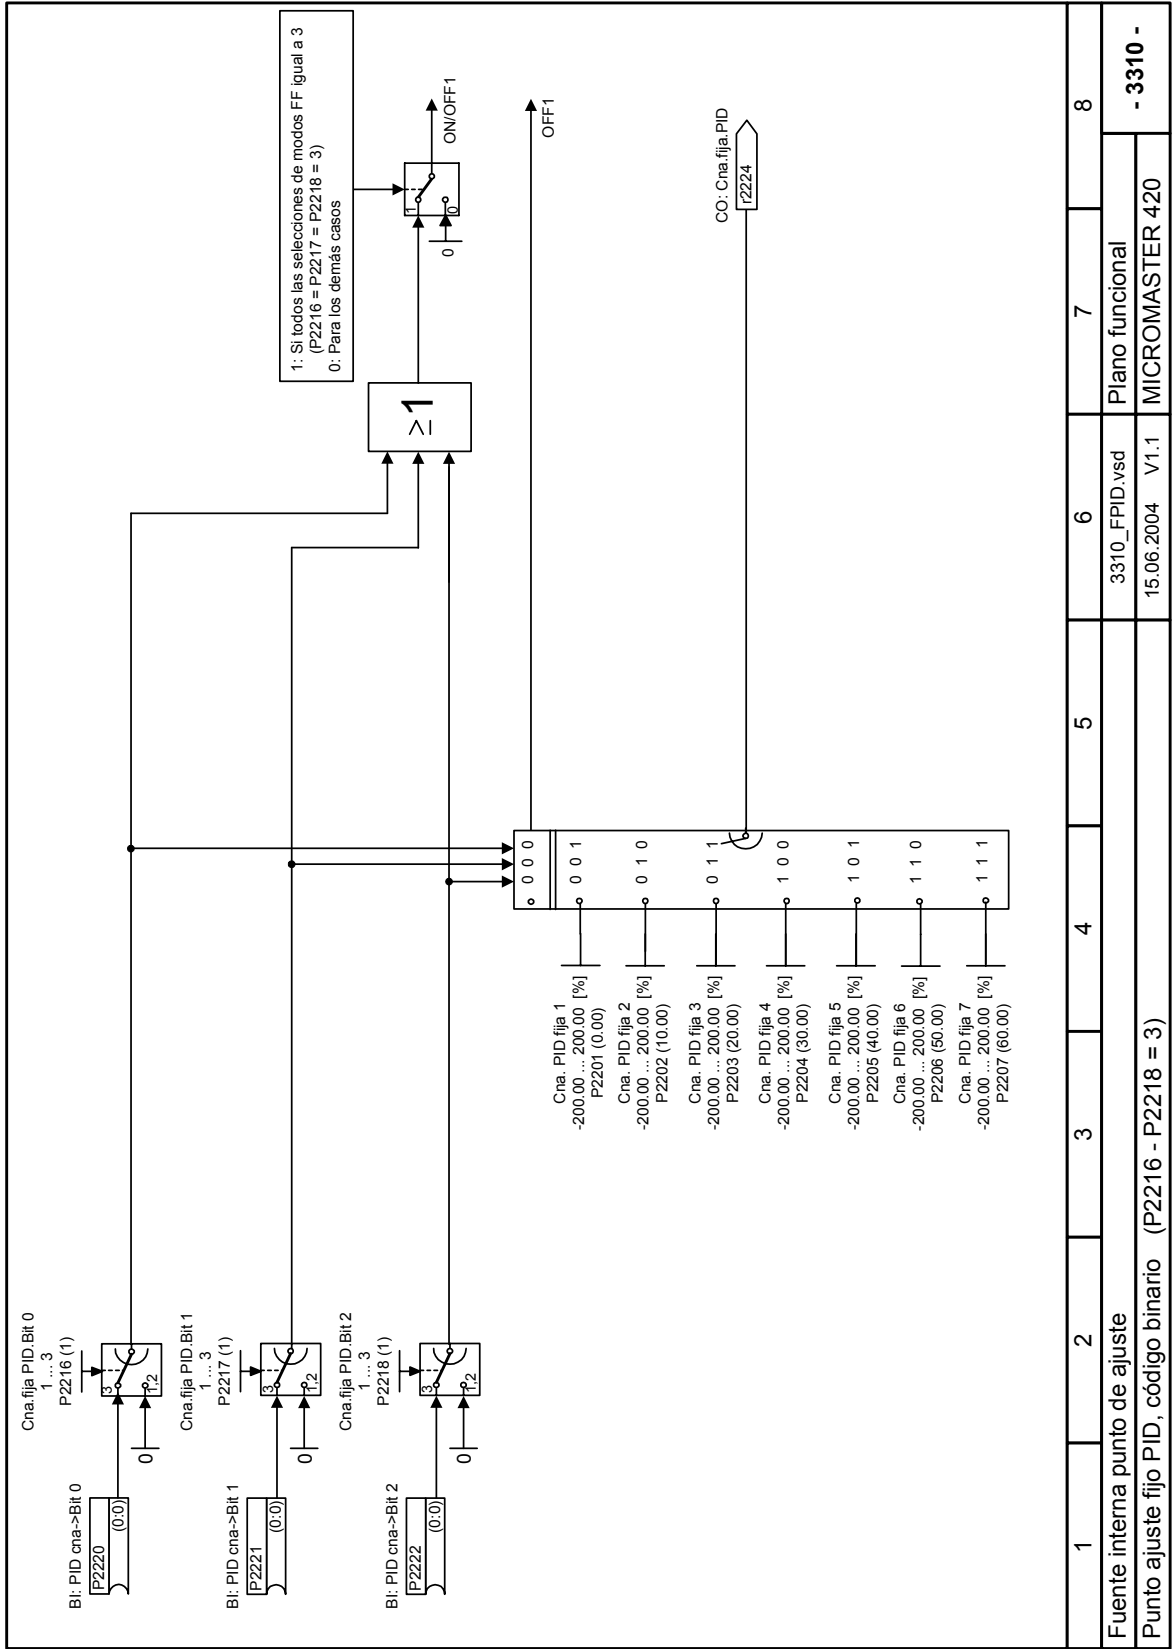 BI: PID cna->Bit 0
P2220
(0:0)
0
Cna.fija PID.Bit 0
1 ... 3
P2216 (1)
3
1,2
BI: PID cna->Bit 1
P2221
(0:0)
0
Cna.fija PID.Bit 1
1 ... 3
P2217 (1)
3
1,2
BI: PID cna->Bit 2
P2222
(0:0)
0
Cna.fija PID.Bit 2
1 ... 3
P2218 (1)
3
1,2
≥1
1: Si todos las selecciones de modos FF igual a 3
(P2216 = P2217 = P2218 = 3)
0: Para los demás casos
1
0
0
ON/OFF1
OFF1
0 0 0
0 0 1
0 1 0
0 1 1
1 0 0
1 0 1
1 1 0
1 1 1
Cna. PID fija 1
-200.00 ... 200.00 [%]
P2201 (0.00)
Cna. PID fija 2
-200.00 ... 200.00 [%]
P2202 (10.00)
Cna. PID fija 3
-200.00 ... 200.00 [%]
P2203 (20.00)
Cna. PID fija 4
-200.00 ... 200.00 [%]
P2204 (30.00)
Cna. PID fija 5
-200.00 ... 200.00 [%]
P2205 (40.00)
Cna. PID fija 6
-200.00 ... 200.00 [%]
P2206 (50.00)
Cna. PID fija 7
-200.00 ... 200.00 [%]
P2207 (60.00)
CO: Cna.fija.PID
r2224
1 2 3 4 5 6 7 8
Fuente interna punto de ajuste
3310_FPID.vsd
Plano funcional
- 3310 -
Punto ajuste fijo PID, código binario (P2216 - P2218 = 3)
15.06.2004 V1.1
MICROMASTER 420